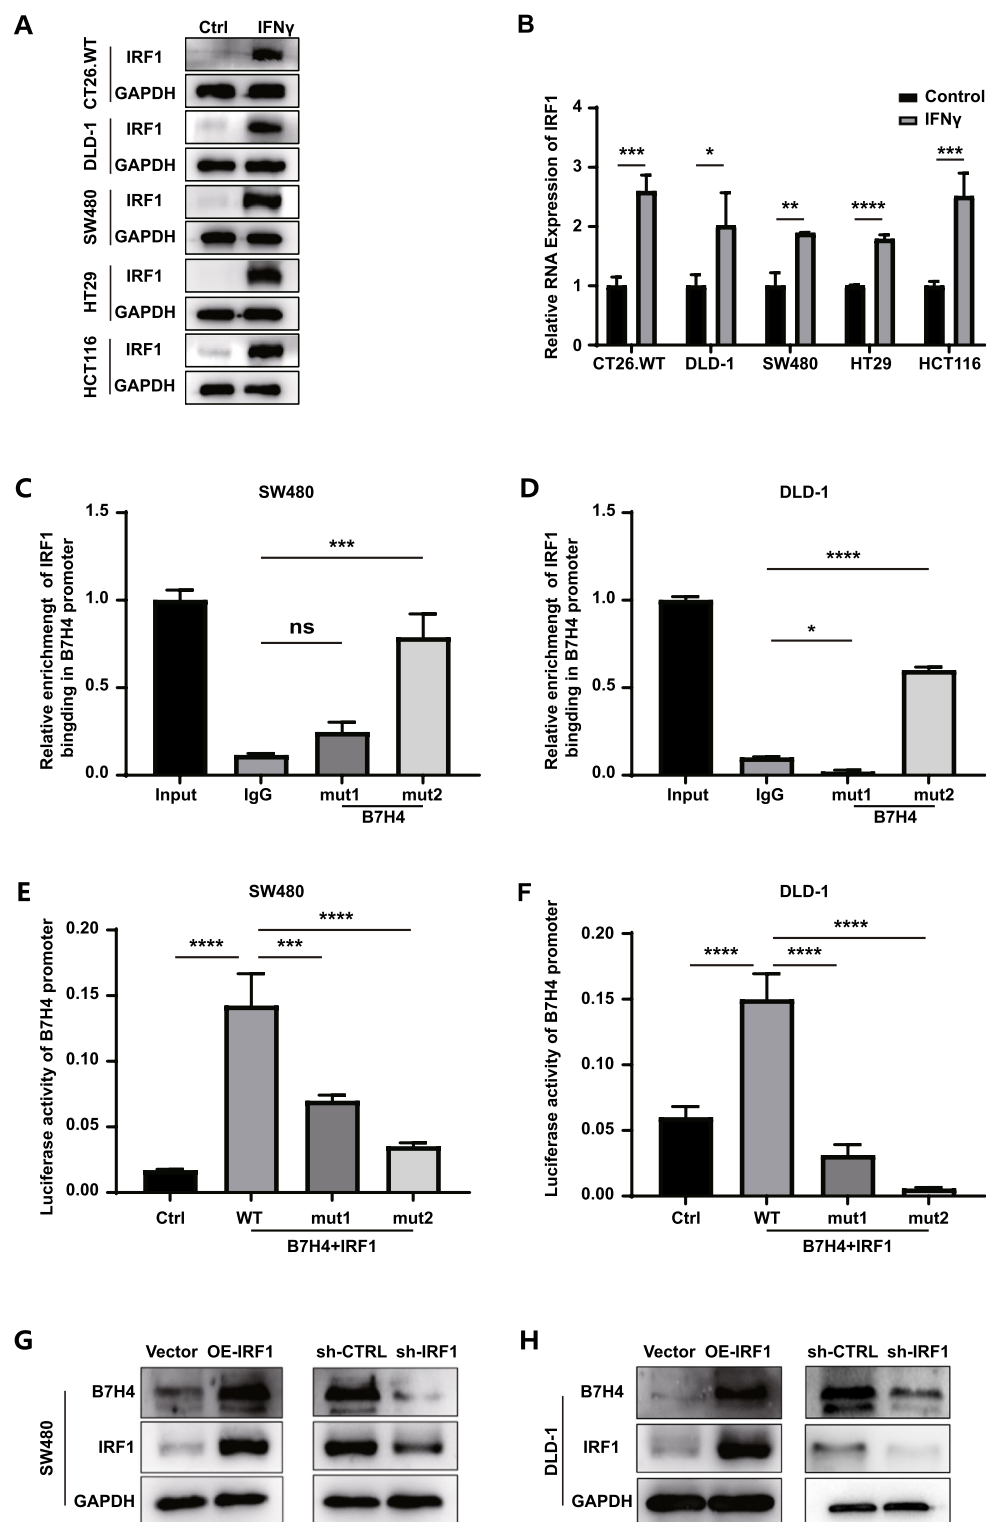 A
Ctrl IFNγ
CT26.WT
IRF1
GAPDH
DLD-1
IRF1
GAPDH
SW480
IRF1
GAPDH
HT29
IRF1
GAPDH
HCT116
IRF1
GAPDH
B
Relative RNA Expression of IRF1
Control
IFNγ
4
3
2
1
0
*** * ** **** ***
CT26.WT DLD-1 SW480 HT29 HCT116
C
SW480
Relative enrichmengt of IRF1
bingding in B7H4 promoter
1.5
1.0
0.5
0.0
***
ns
Input IgG mut1 mut2
B7H4
D
DLD-1
Relative enrichmengt of IRF1
bingding in B7H4 promoter
1.5
1.0
0.5
0.0
****
*
Input IgG mut1 mut2
B7H4
E
SW480
Luciferase activity of B7H4 promoter
0.20
0.15
0.10
0.05
0.00
****
**** ***
Ctrl WT mut1 mut2
B7H4+IRF1
F
DLD-1
Luciferase activity of B7H4 promoter
0.20
0.15
0.10
0.05
0.00
****
**** ****
Ctrl WT mut1 mut2
B7H4+IRF1
G
Vector OE-IRF1 sh-CTRL sh-IRF1
SW480
B7H4
IRF1
GAPDH
H
Vector OE-IRF1 sh-CTRL sh-IRF1
DLD-1
B7H4
IRF1
GAPDH